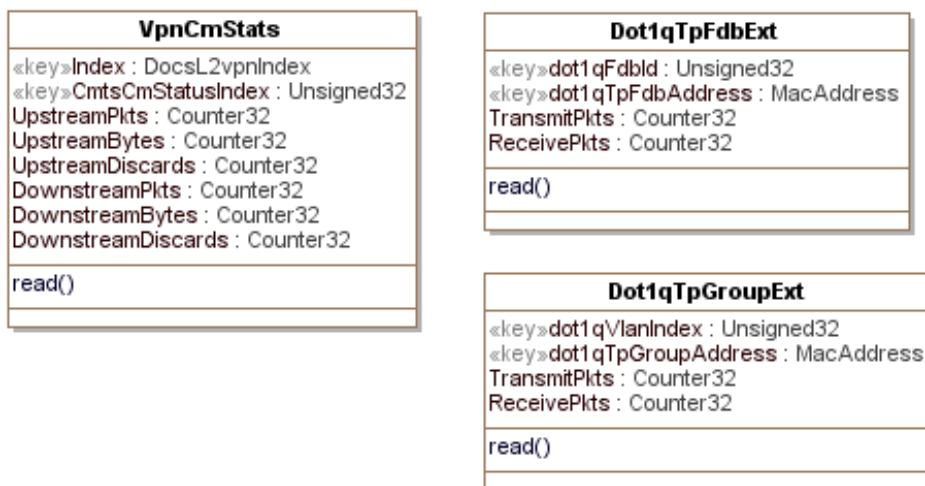 VpnCmStats
«key»Index : DocsL2vpnIndex
«key»CmtsCmStatusIndex : Unsigned32
UpstreamPkts : Counter32
UpstreamBytes : Counter32
UpstreamDiscards : Counter32
DownstreamPkts : Counter32
DownstreamBytes : Counter32
DownstreamDiscards : Counter32
read()
Dot1qTpFdbExt
«key»dot1qFdbId : Unsigned32
«key»dot1qTpFdbAddress : MacAddress
TransmitPkts : Counter32
ReceivePkts : Counter32
read()
Dot1qTpGroupExt
«key»dot1qVlanIndex : Unsigned32
«key»dot1qTpGroupAddress : MacAddress
TransmitPkts : Counter32
ReceivePkts : Counter32
read()